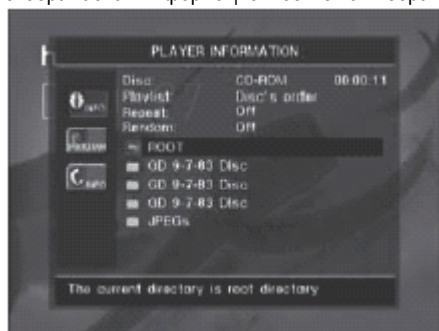 PLAYER INFORMATION
Disc: CD-ROM 00:00:11
Playlist: Disc's order
Repeat: Off
Random: Off
ROOT
GD 9-7-83 Disc
GD 9-7-83 Disc
GD 9-7-83 Disc
JPEGs
The current directory is root directory